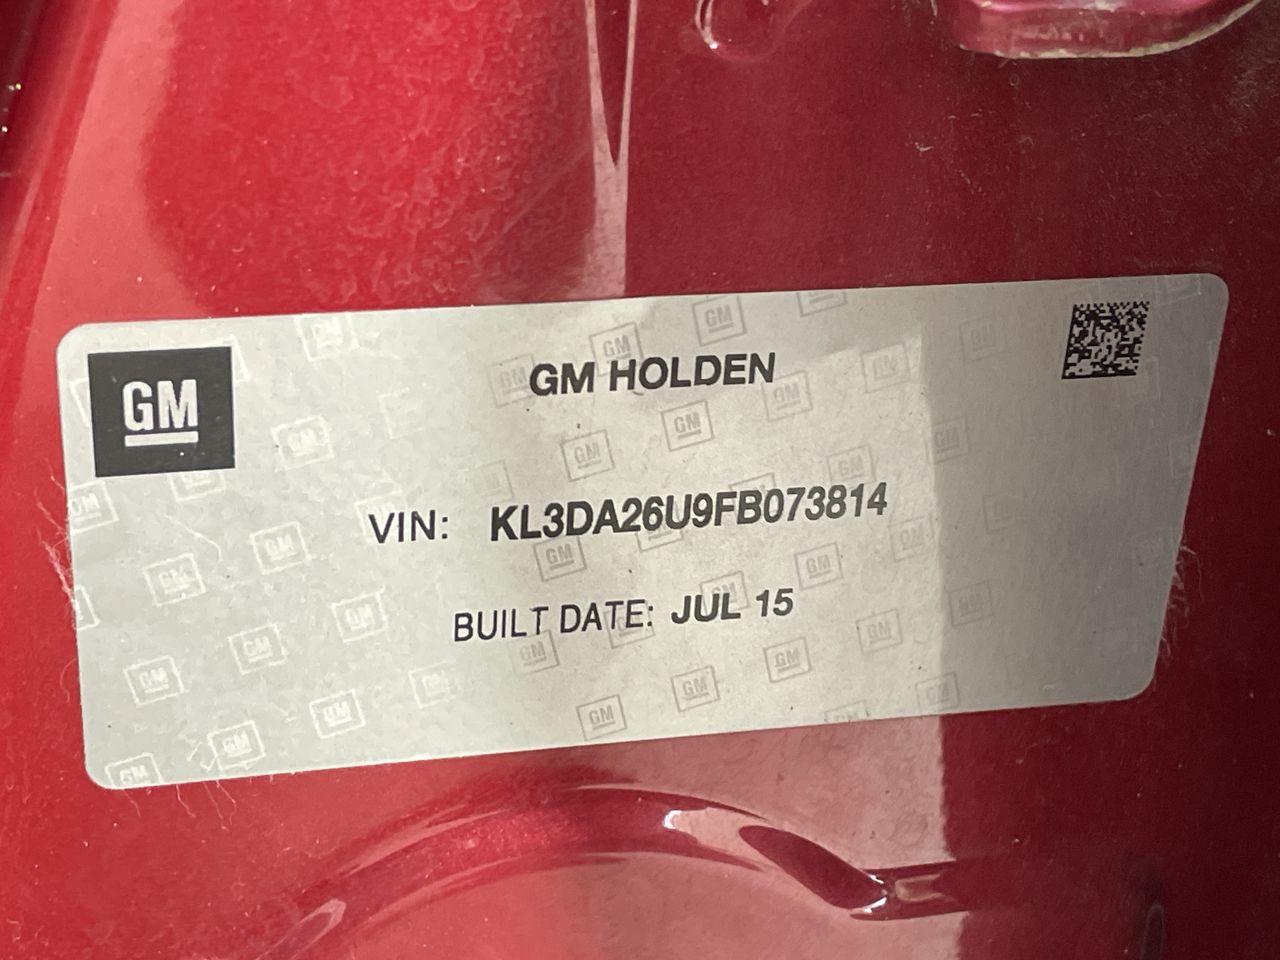 GM
GM HOLDEN
VIN: KL3DA26U9FB073814
BUILT DATE: JUL 15